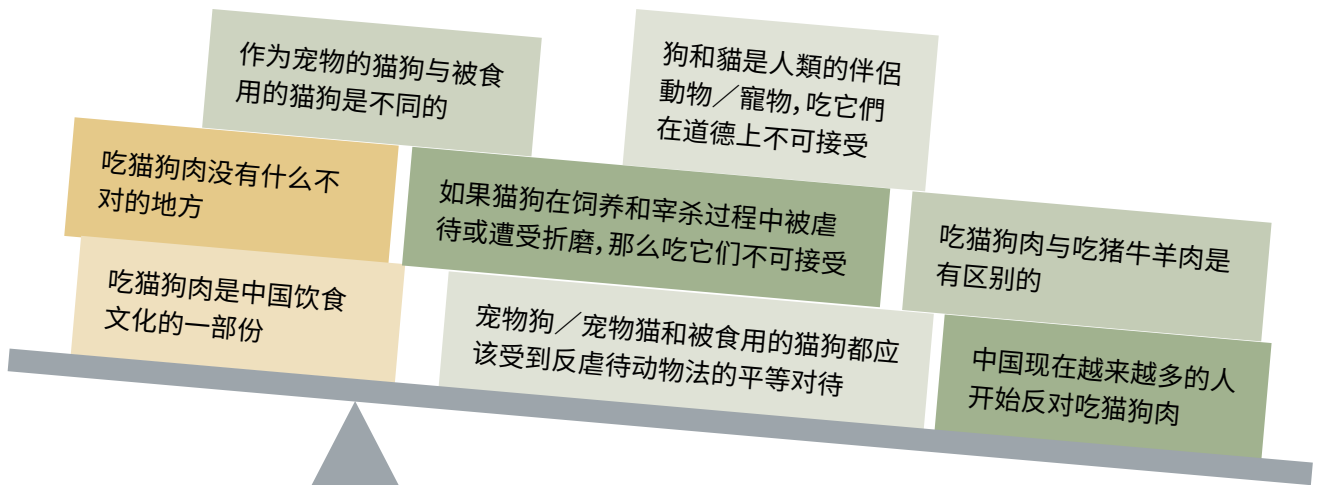 作为宠物的猫狗与被食
用的猫狗是不同的
狗和貓是人類的伴侶
動物／寵物，吃它們
在道德上不可接受
吃猫狗肉没有什么不
对的地方
如果猫狗在饲养和宰杀过程中被虐
待或遭受折磨，那么吃它们不可接受
吃猫狗肉与吃猪牛羊肉是
有区别的
吃猫狗肉是中国饮食
文化的一部份
宠物狗／宠物猫和被食用的猫狗都应
该受到反虐待动物法的平等对待
中国现在越来越多的人
开始反对吃猫狗肉